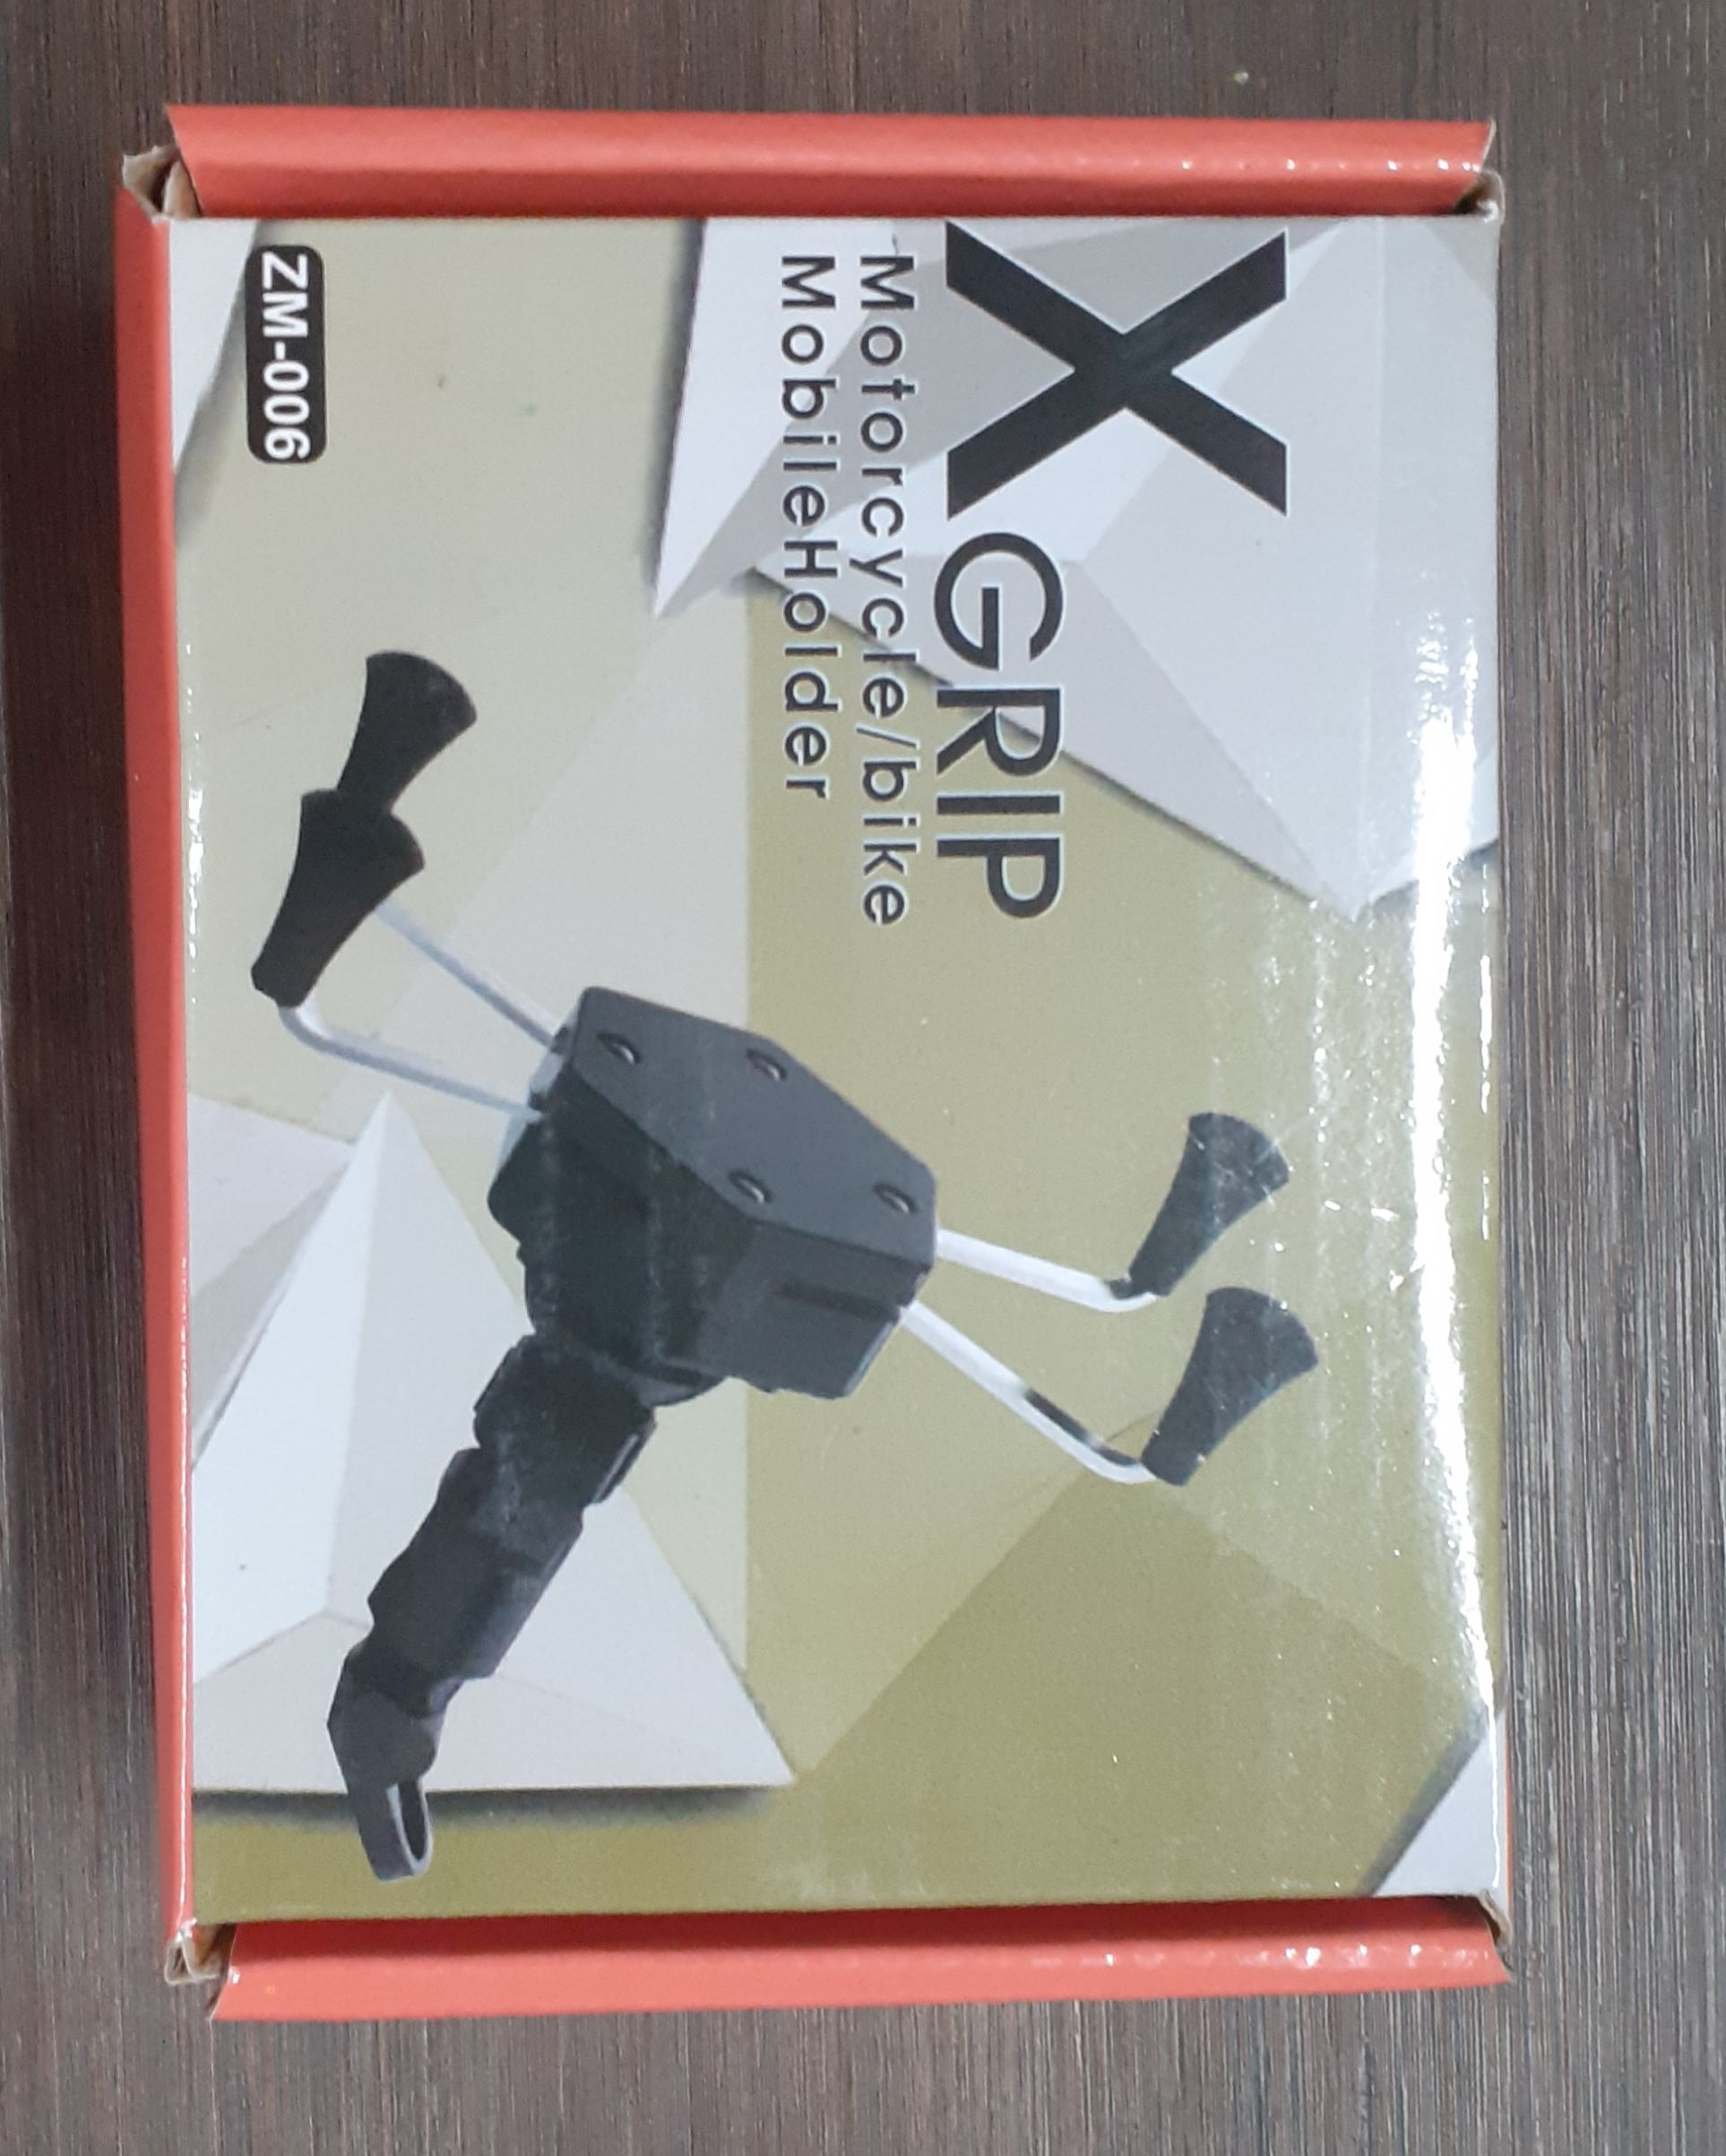 X GRIP
Motorcycle/bike
MobileHolder
ZM-006